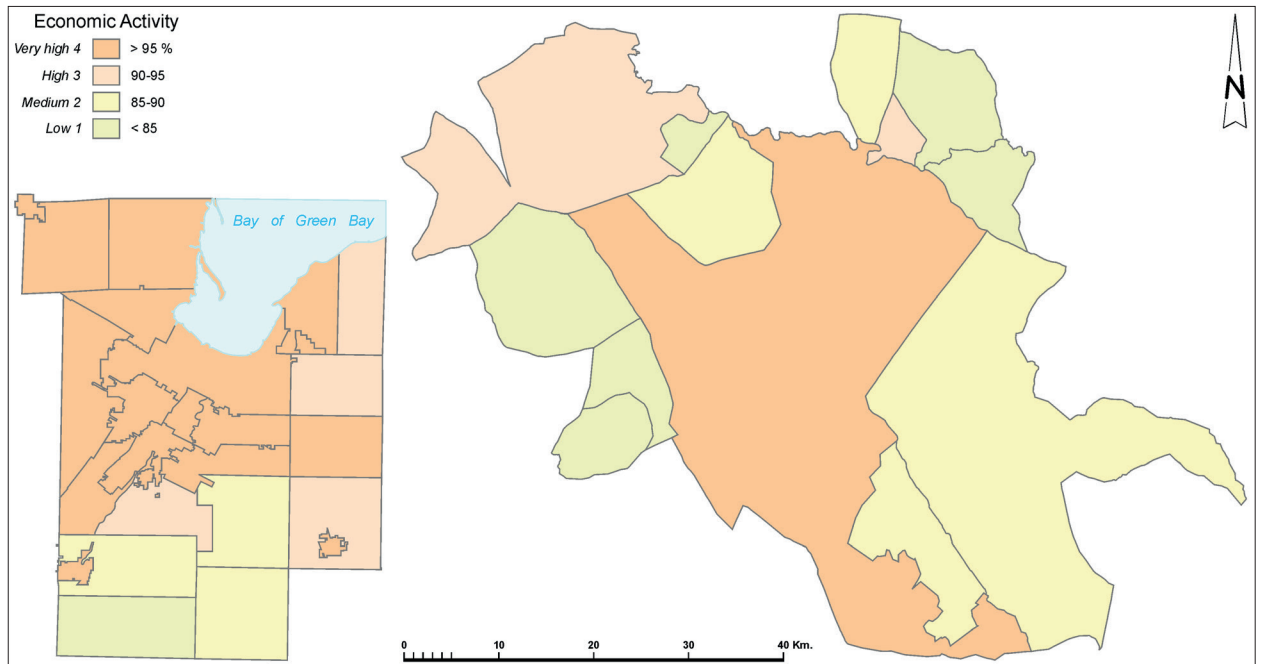 Economic Activity
Very high 4 > 95 %
High 3 90-95
Medium 2 85-90
Low 1 < 85
N
Bay of Green Bay
0 10 20 30 40 Km.